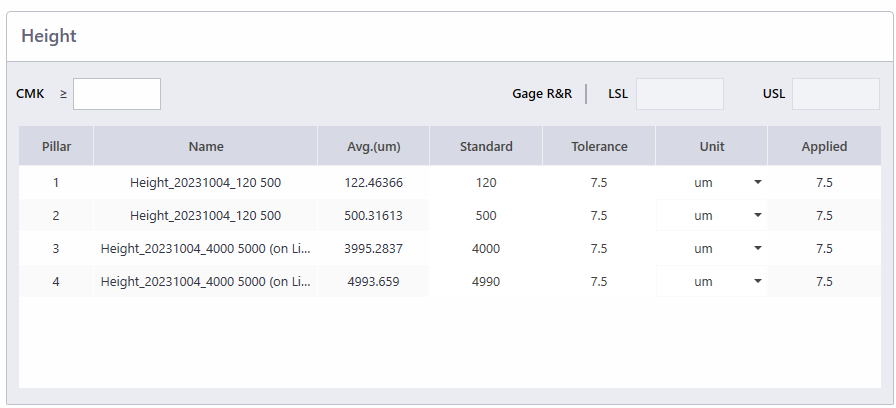 Height
CMK ≥ Gage R&R LSL USL
Pillar Name Avg.(um) Standard Tolerance Unit Applied
1 Height_20231004_120 500 122.46366 120 7.5 um 7.5
2 Height_20231004_120 500 500.31613 500 7.5 um 7.5
3 Height_20231004_4000 5000 (on Li... 3995.2837 4000 7.5 um 7.5
4 Height_20231004_4000 5000 (on Li... 4993.659 4990 7.5 um 7.5